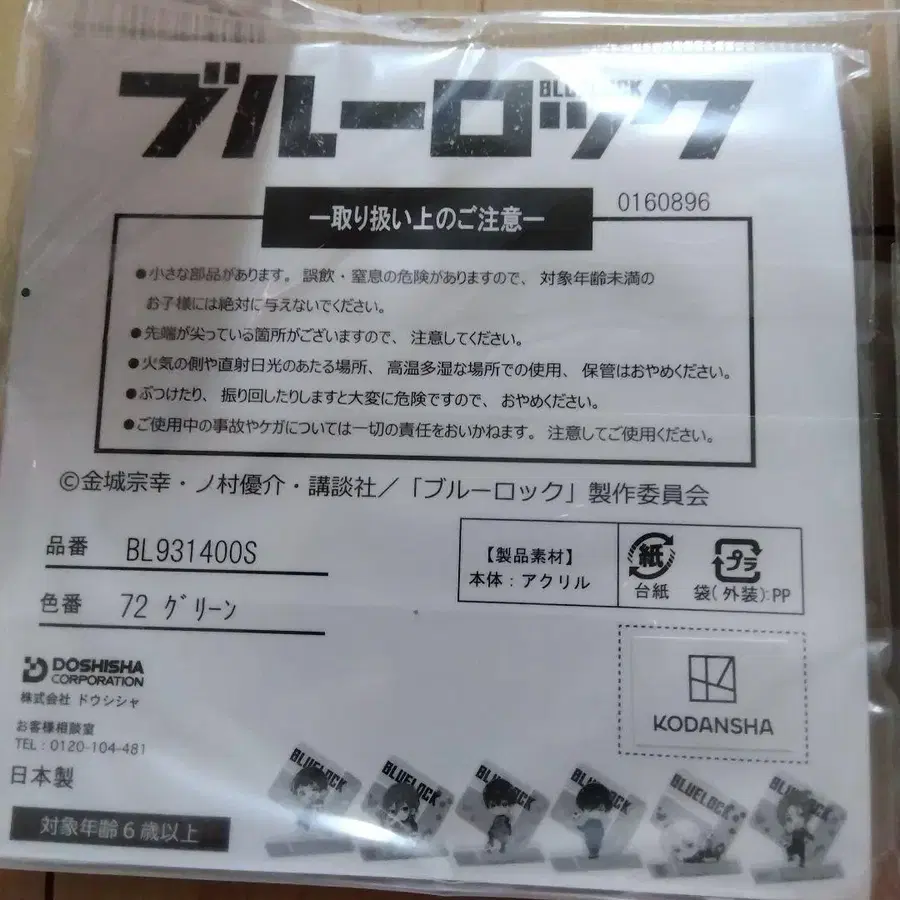 ブルーロック
BLUELOCK
0160896
ー取り扱い上のご注意ー
●小さな部品があります。誤飲・窒息の危険がありますので、対象年齢未満の
お子様には絶対に与えないでください。
●先端が尖っている箇所がございますので、注意してください。
●火気の側や直射日光のあたる場所、高温多湿な場所での使用、保管はおやめください。
●ぶつけたり、振り回したりしますと大変に危険ですので、おやめください。
●ご使用中の事故やケガについては一切の責任をおいかねます。注意してご使用ください。
©金城宗幸・ノ村優介・講談社／「ブルーロック」製作委員会
品番 BL931400S
色番 72 グリーン
【製品素材】
本体：アクリル
紙
台紙
プラ
袋(外装):PP
DOSHISHA
CORPORATION
株式会社 ドウシシャ
お客様相談室
TEL：0120-104-481
日本製
対象年齢6歳以上
KODANSHA
BLUELOCK
BLUELOCK
BLUELOCK
BLUELOCK
BLUELOCK
BLUELOCK